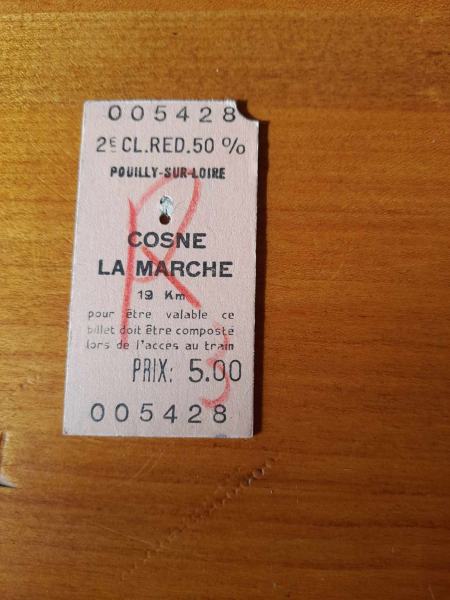 005428
2E CL.RED.50 %
POUILLY-SUR-LOIRE
COSNE
LA MARCHE
19 Km
pour être valable ce
billet doit être composté
lors de l'accès au train
PRIX: 5.00
005428